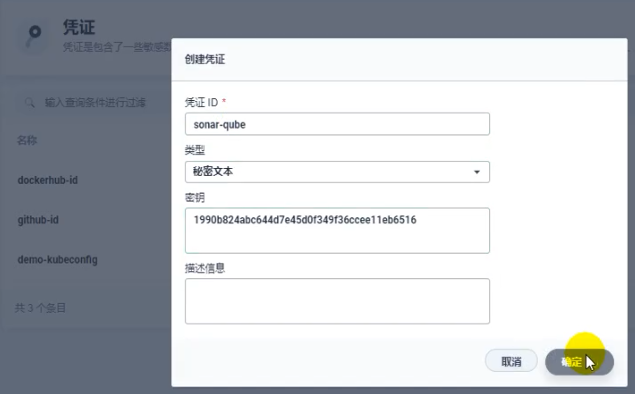 凭证
凭证是包含了一些敏感数
输入查询条件进行过滤
名称
dockerhub-id
github-id
demo-kubeconfig
共 3 个条目
创建凭证
凭证 ID *
sonar-qube
类型
秘密文本
密钥
1990b824abc644d7e45d0f349f36ccee11eb6516
描述信息
取消
确定